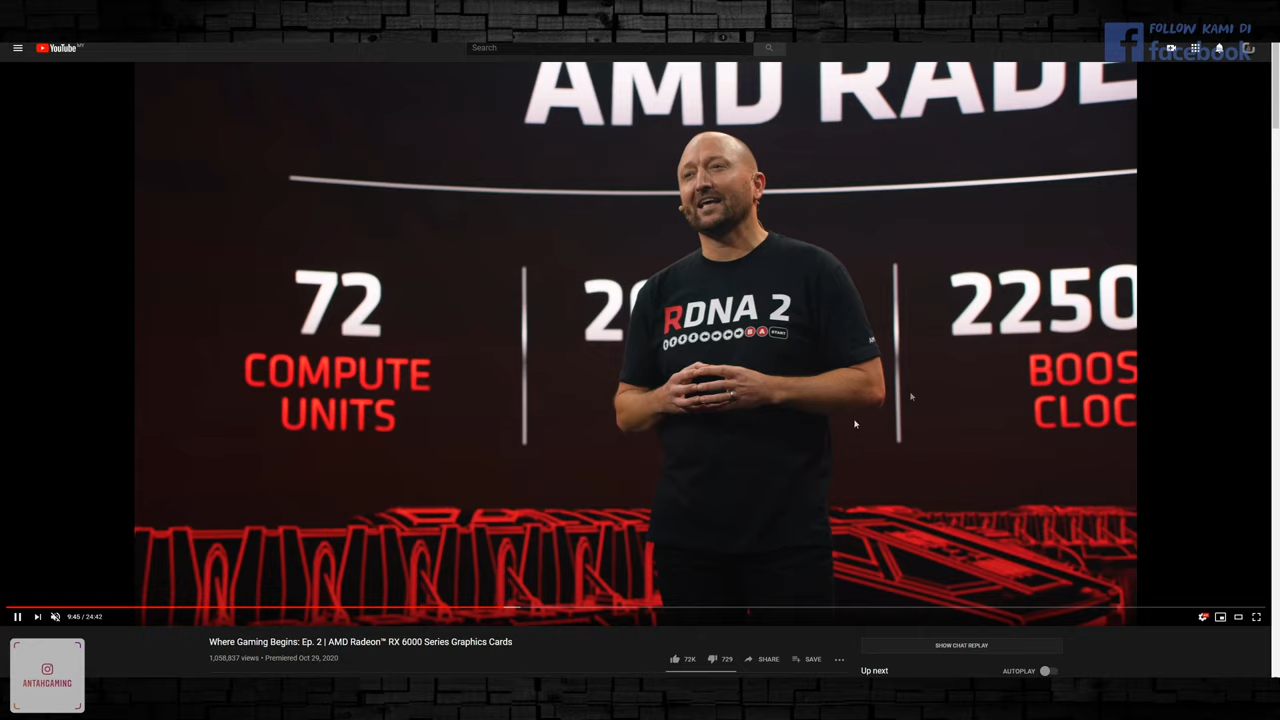 FOLLOW KAMI DI
facebook
YouTube MY
Search
AMD RADE
72
COMPUTE
UNITS
2250
BOOS
CLOC
RDNA 2
B A START
9:45 / 24:42
Where Gaming Begins: Ep. 2 | AMD Radeon™ RX 6000 Series Graphics Cards
1,058,837 views • Premiered Oct 29, 2020
72K
729
SHARE
SAVE
SHOW CHAT REPLAY
Up next
AUTOPLAY
ANTAHGAMING